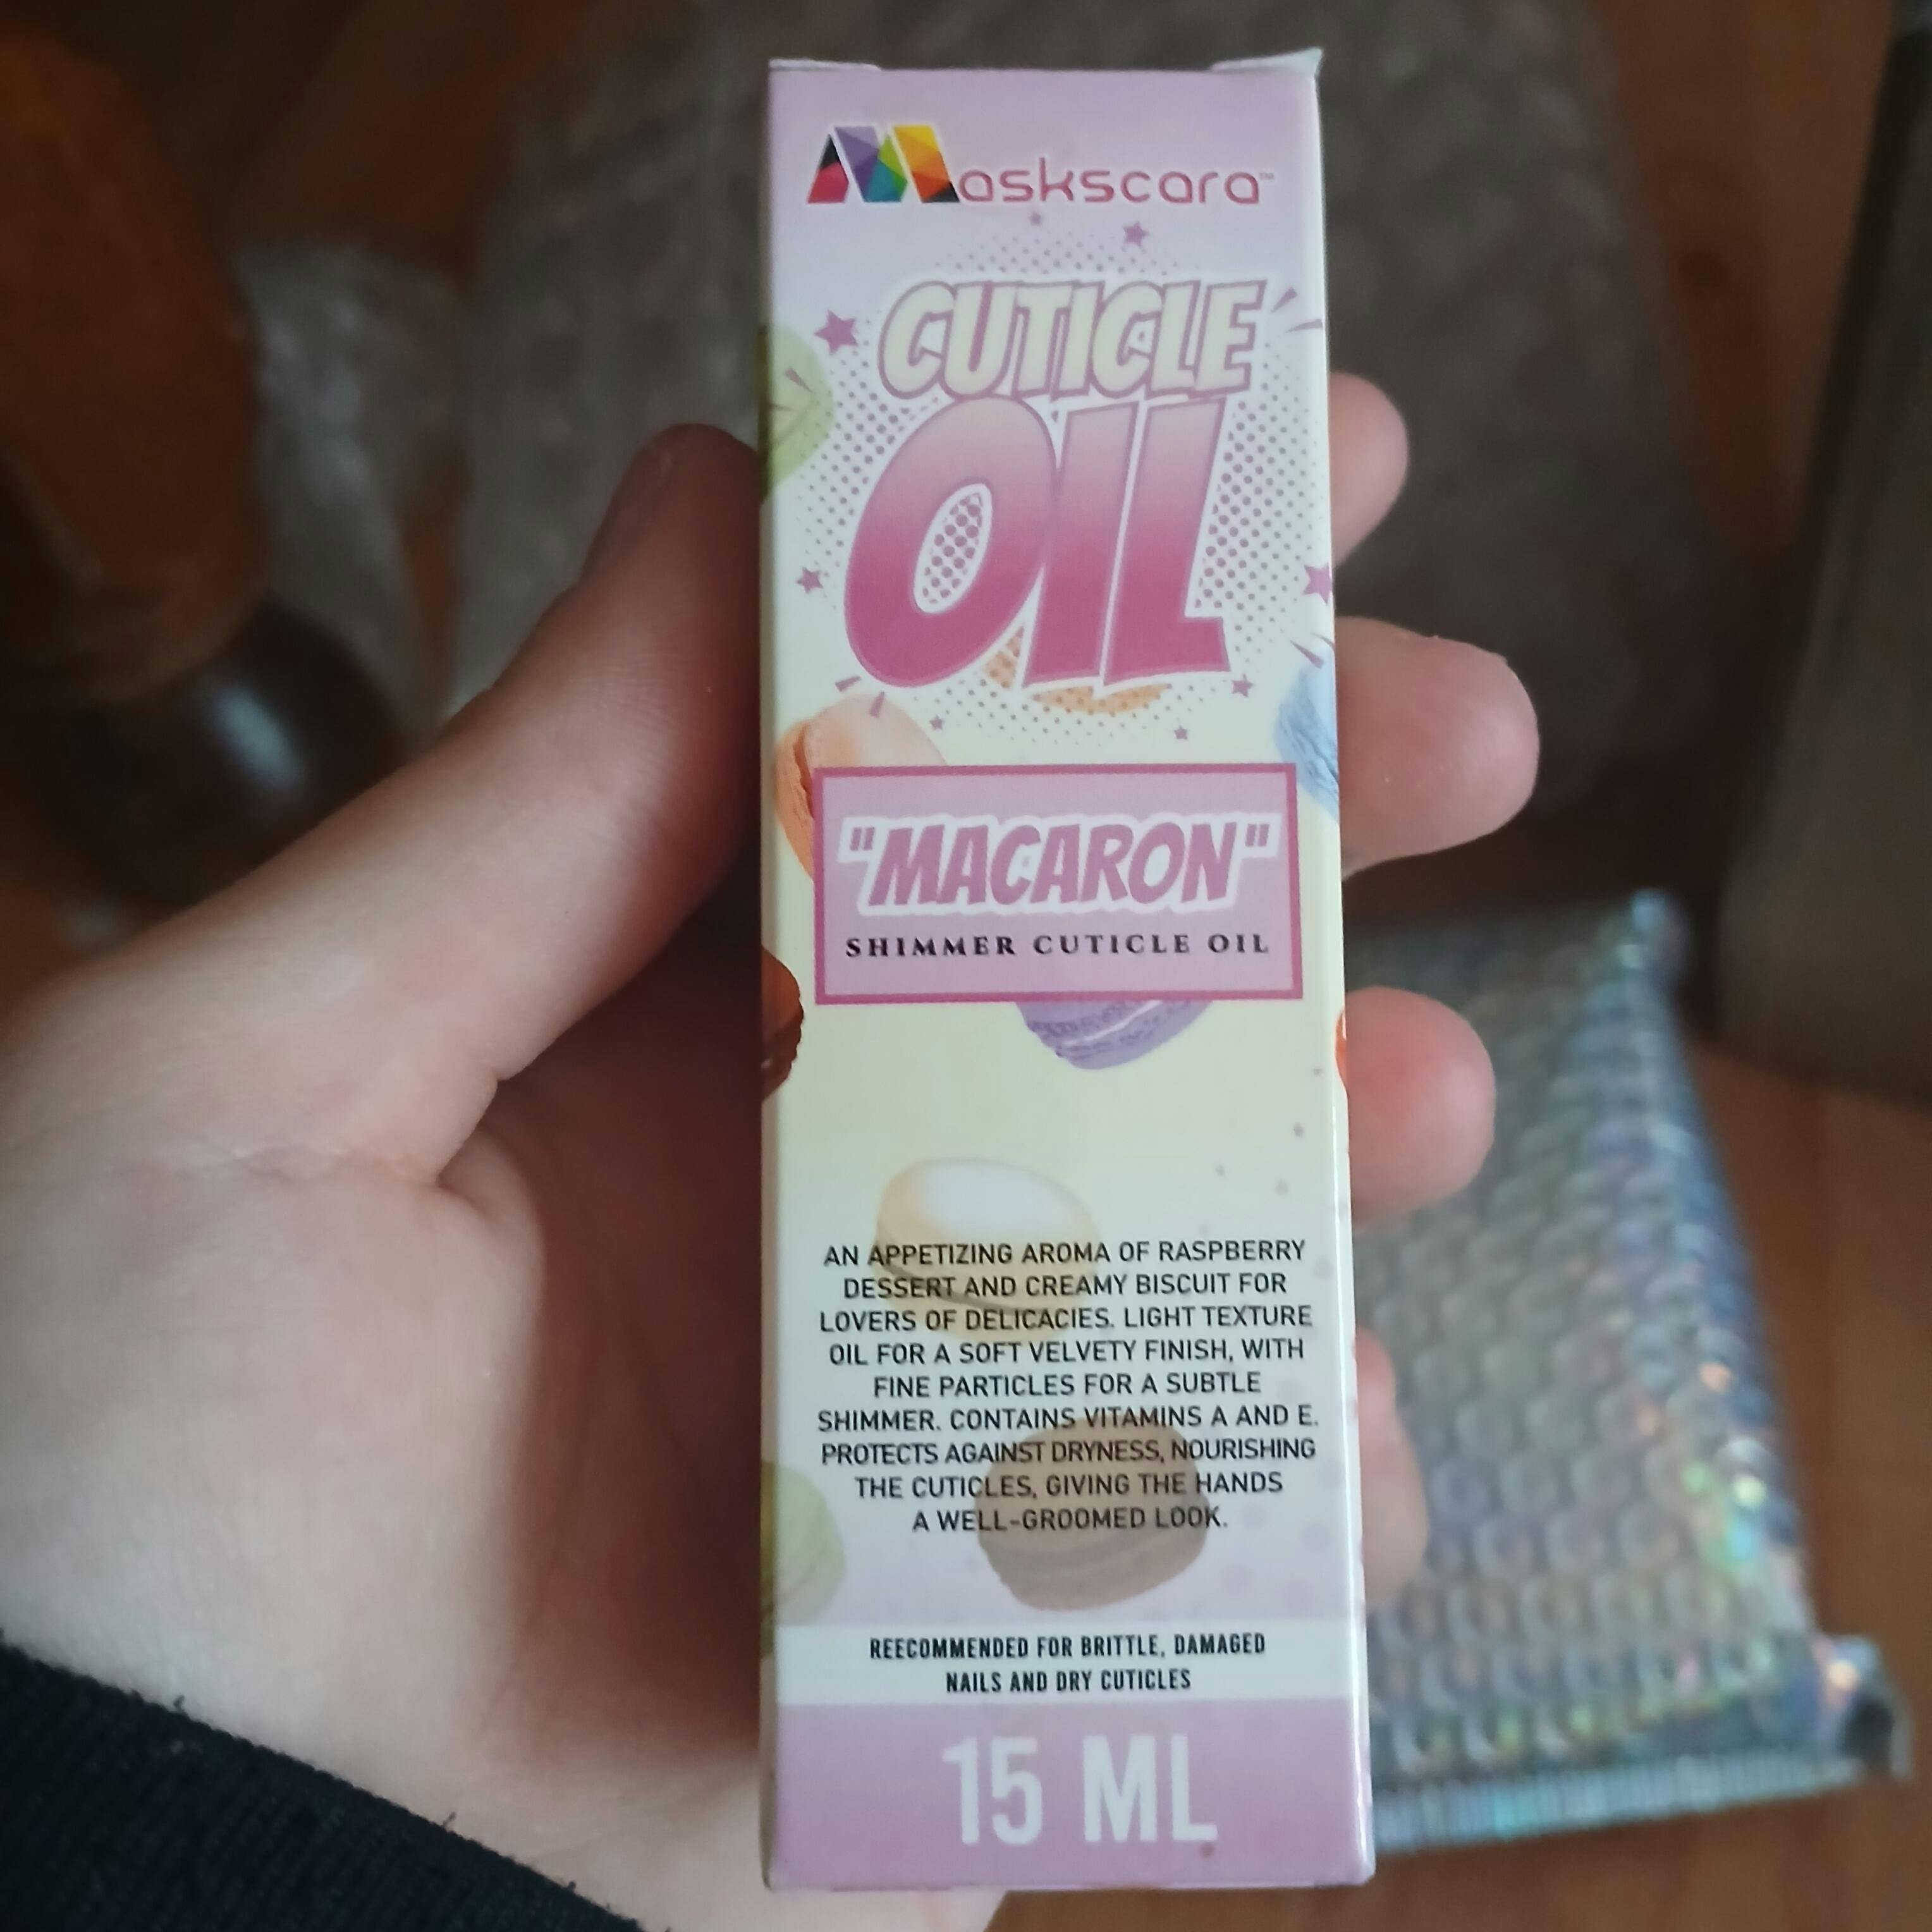 Maskscara™
CUTICLE
OIL
"MACARON"
SHIMMER CUTICLE OIL
AN APPETIZING AROMA OF RASPBERRY
DESSERT AND CREAMY BISCUIT FOR
LOVERS OF DELICACIES. LIGHT TEXTURE
OIL FOR A SOFT VELVETY FINISH, WITH
FINE PARTICLES FOR A SUBTLE
SHIMMER. CONTAINS VITAMINS A AND E.
PROTECTS AGAINST DRYNESS, NOURISHING
THE CUTICLES, GIVING THE HANDS
A WELL-GROOMED LOOK.
REECOMMENDED FOR BRITTLE, DAMAGED
NAILS AND DRY CUTICLES
15 ML